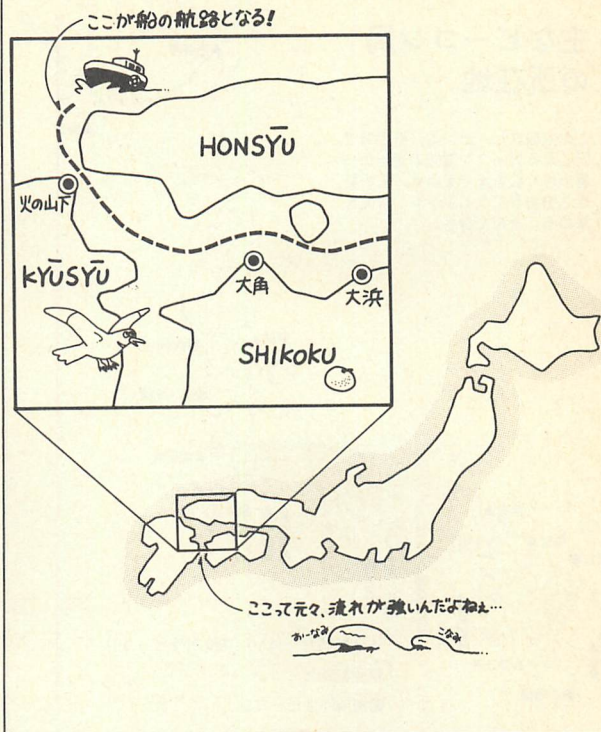 ここが船の航路となる!
HONSYŪ
火の山下
KYŪSYŪ
大角
大浜
SHIKOKU
ここって元々、流れが強いんだよねぇ…
おーなみ
こなみ